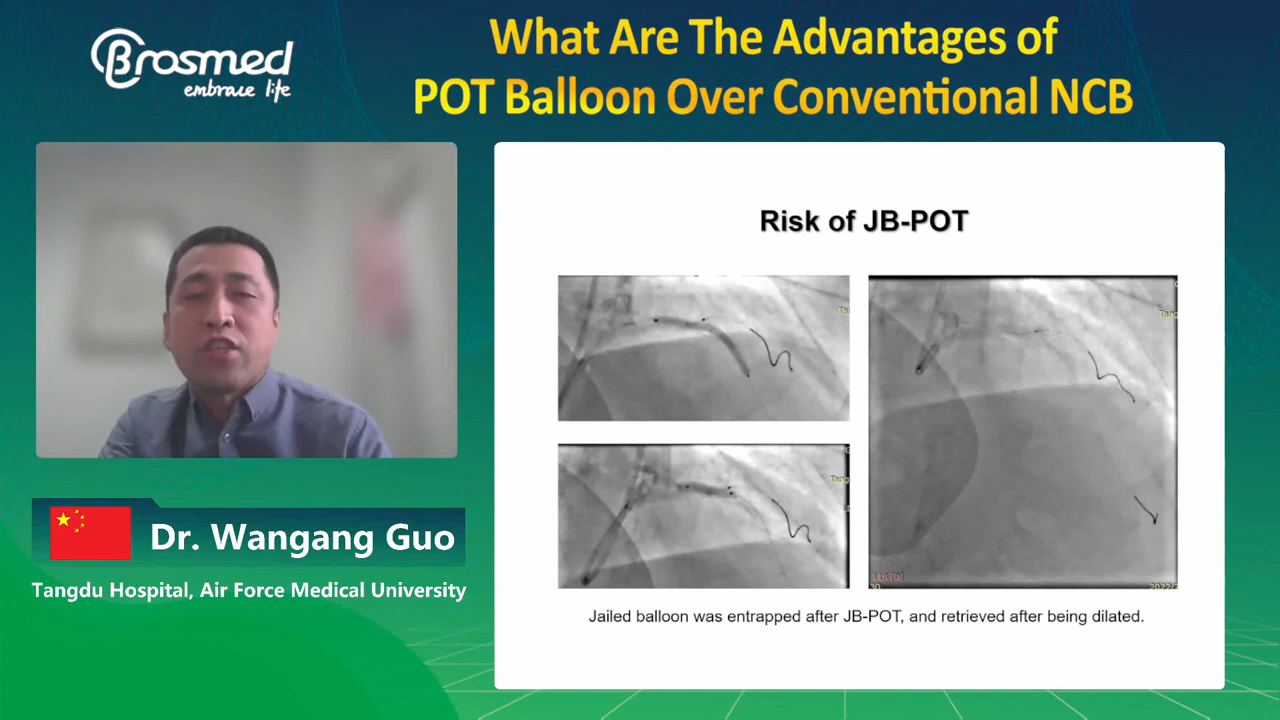 Brosmed
embrace life
What Are The Advantages of
POT Balloon Over Conventional NCB
Risk of JB-POT
Jailed balloon was entrapped after JB-POT, and retrieved after being dilated.
Dr. Wangang Guo
Tangdu Hospital, Air Force Medical University